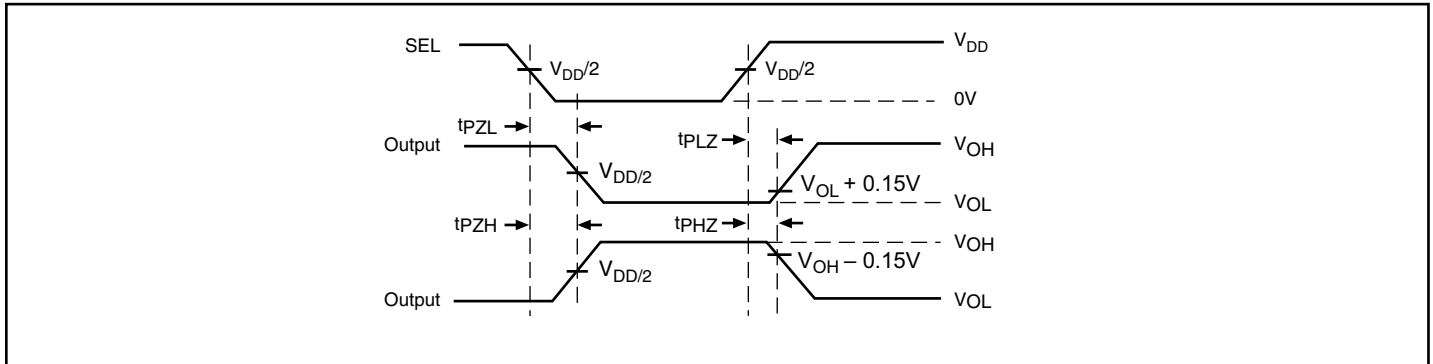 SEL
V_DD
V_DD/2
V_DD/2
0V
tPZL
tPLZ
Output
V_OH
V_DD/2
V_OL + 0.15V
V_OL
tPZH
tPHZ
V_OH
V_OH – 0.15V
V_DD/2
Output
V_OL